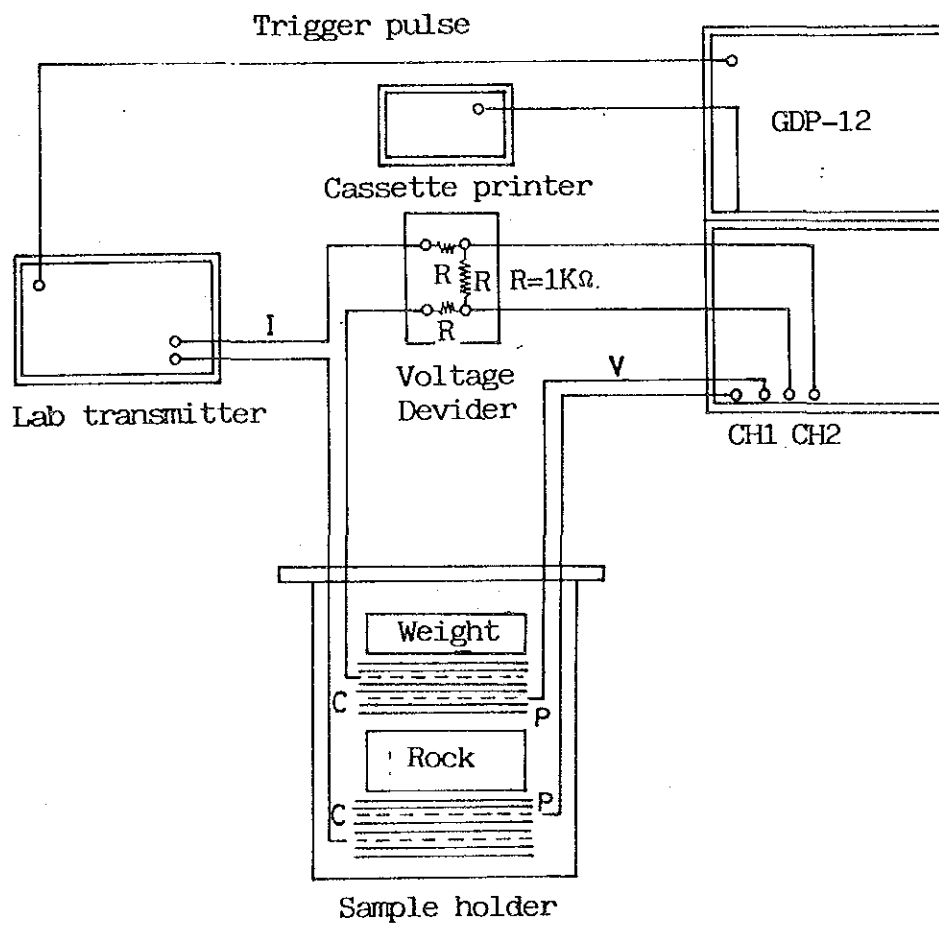 Trigger pulse
GDP-12
Cassette printer
R R R=1KΩ.
R
I
Voltage
Devider
V
Lab transmitter
CH1 CH2
Weight
C
P
Rock
C P
Sample holder